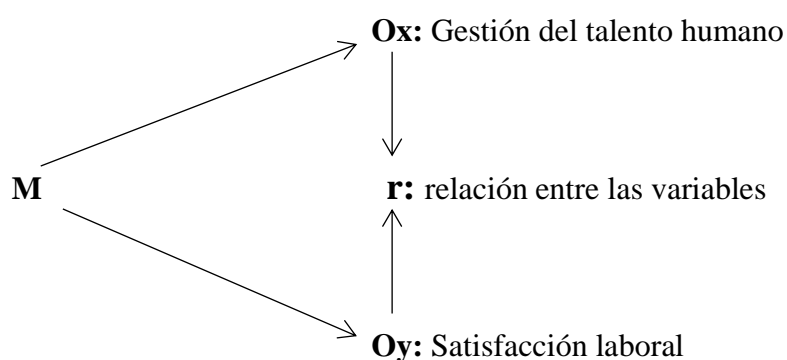 Ox: Gestión del talento humano
M
r: relación entre las variables
Oy: Satisfacción laboral